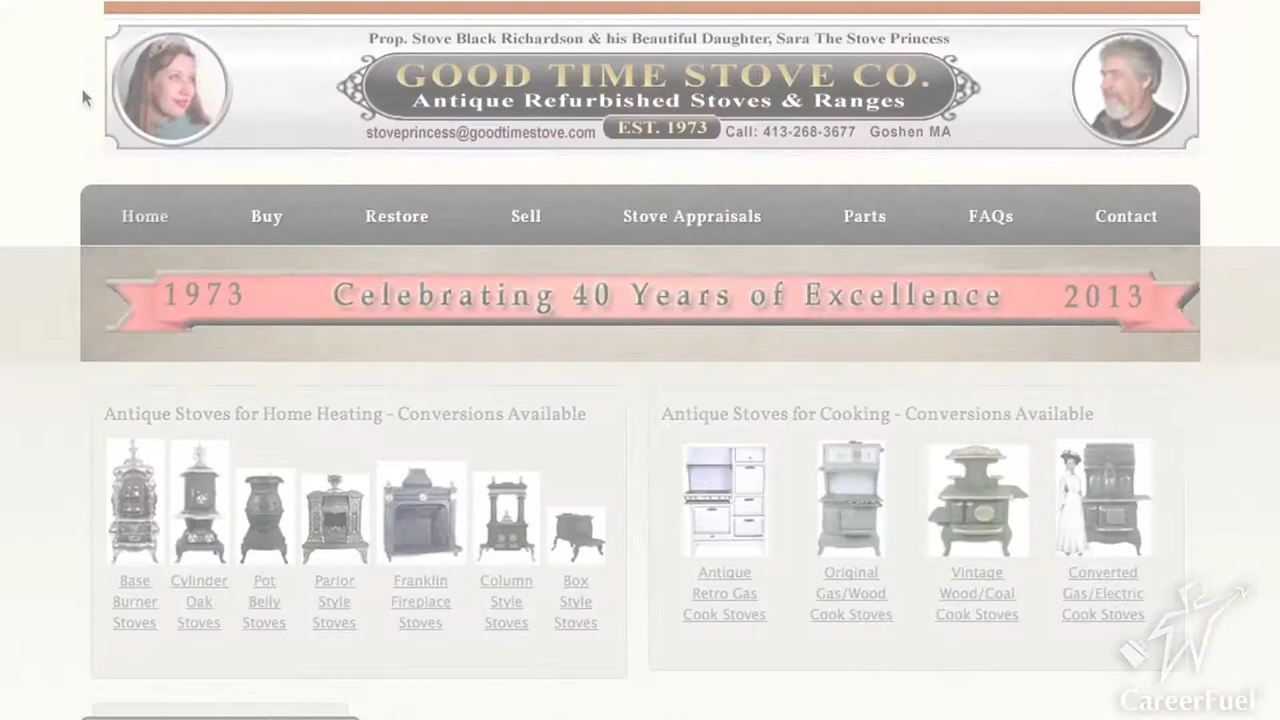 Prop. Stove Black Richardson & his Beautiful Daughter, Sara The Stove Princess
GOOD TIME STOVE CO.
Antique Refurbished Stoves & Ranges
stoveprincess@goodtimestove.com EST. 1973 Call: 413-268-3677 Goshen MA
Home Buy Restore Sell Stove Appraisals Parts FAQs Contact
1973 Celebrating 40 Years of Excellence 2013
Antique Stoves for Home Heating - Conversions Available
Base
Burner
Stoves
Cylinder
Oak
Stoves
Pot
Belly
Stoves
Parlor
Style
Stoves
Franklin
Fireplace
Stoves
Column
Style
Stoves
Box
Style
Stoves
Antique Stoves for Cooking - Conversions Available
Antique
Retro Gas
Cook Stoves
Original
Gas/Wood
Cook Stoves
Vintage
Wood/Coal
Cook Stoves
Converted
Gas/Electric
Cook Stoves
CareerFuel